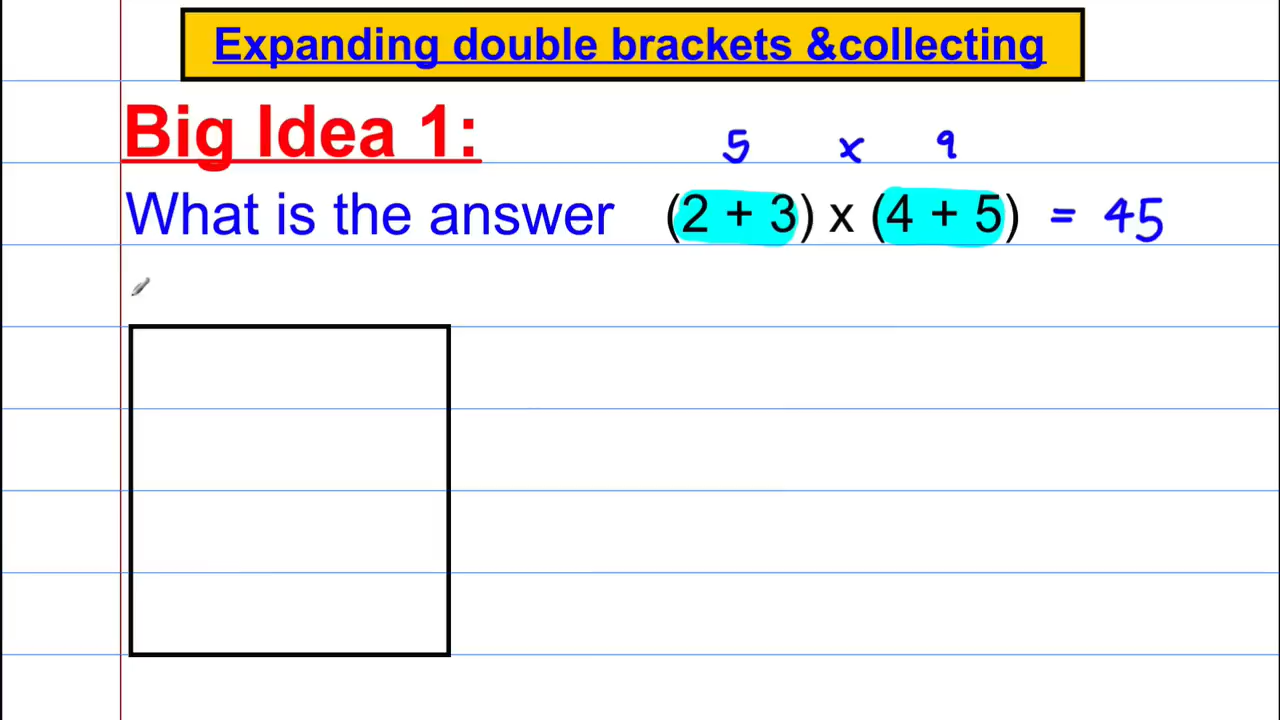 Expanding double brackets &collecting
Big Idea 1:
5 x 9
What is the answer (2 + 3) x (4 + 5) = 45